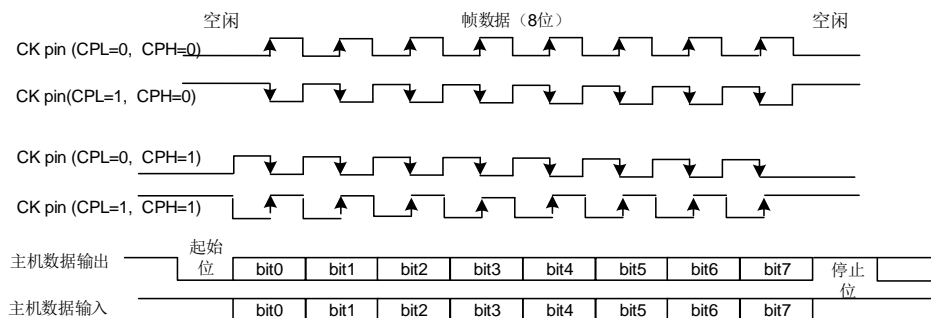 空闲 帧数据（8位） 空闲
CK pin (CPL=0, CPH=0)
CK pin(CPL=1, CPH=0)
CK pin (CPL=0, CPH=1)
CK pin (CPL=1, CPH=1)
主机数据输出 起始位 bit0 bit1 bit2 bit3 bit4 bit5 bit6 bit7 停止位
主机数据输入 bit0 bit1 bit2 bit3 bit4 bit5 bit6 bit7